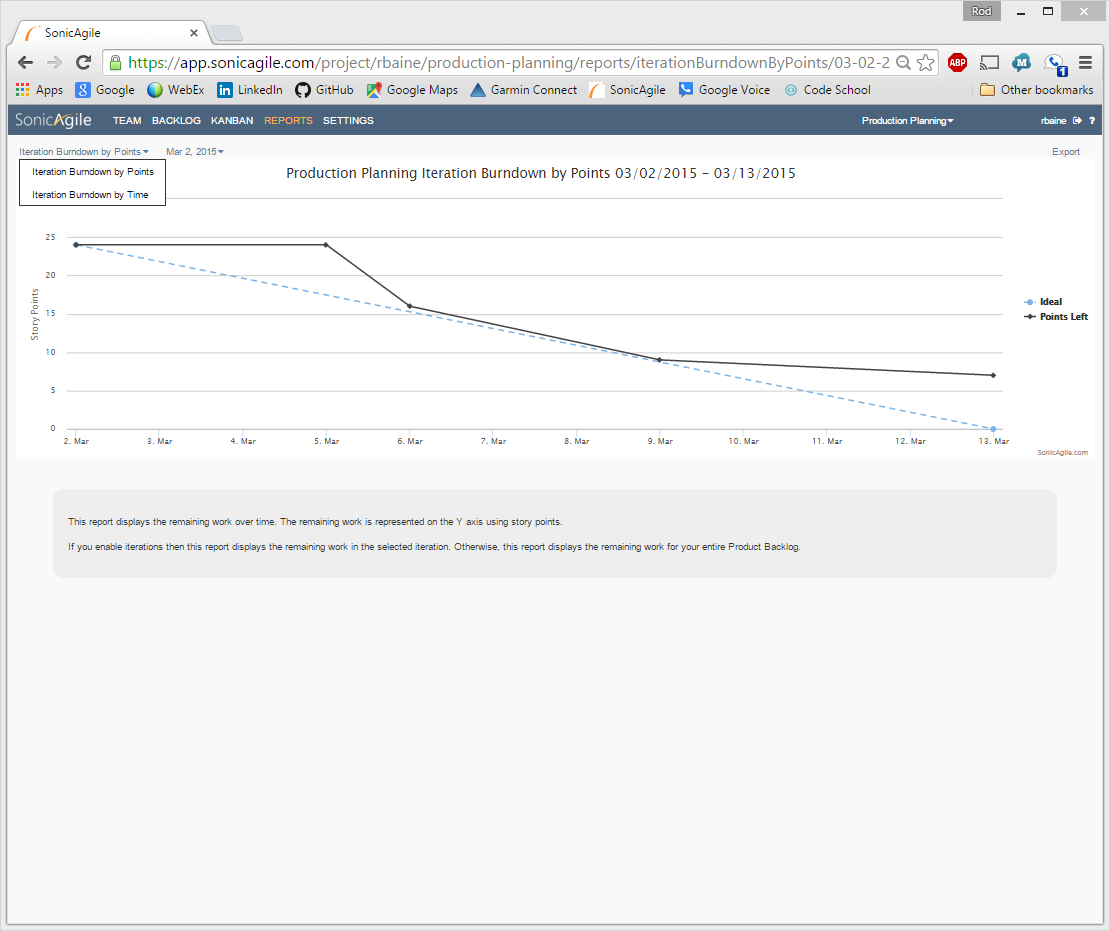 Rod
SonicAgile
https://app.sonicagile.com/project/rbaine/production-planning/reports/iterationBurndownByPoints/03-02-2
ABP
M
1
Apps
8 Google
WebEx
in LinkedIn
GitHub
Google Maps
Garmin Connect
SonicAgile
Google Voice
Code School
Other bookmarks
SonicAgile
TEAM BACKLOG KANBAN REPORTS SETTINGS
Production Planning
rbaine
?
Iteration Burndown by Points
Mar 2, 2015
Export
Iteration Burndown by Points
Iteration Burndown by Time
Production Planning Iteration Burndown by Points 03/02/2015 - 03/13/2015
Story Points
25
20
15
10
5
0
2. Mar 3. Mar 4. Mar 5. Mar 6. Mar 7. Mar 8. Mar 9. Mar 10. Mar 11. Mar 12. Mar 13. Mar
Ideal
Points Left
SonicAgile.com
This report displays the remaining work over time. The remaining work is represented on the Y axis using story points.
If you enable iterations then this report displays the remaining work in the selected iteration. Otherwise, this report displays the remaining work for your entire Product Backlog.